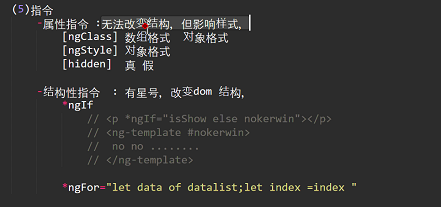 (5)指令
-属性指令 :无法改变结构，但影响样式，
[ngClass] 数组格式 对象格式
[ngStyle] 对象格式
[hidden] 真 假
-结构性指令 : 有星号，改变dom 结构，
*ngIf
// <p *ngIf="isShow else nokerwin"></p>
// <ng-template #nokerwin>
// no no ........
// </ng-template>
*ngFor="let data of datalist;let index =index "